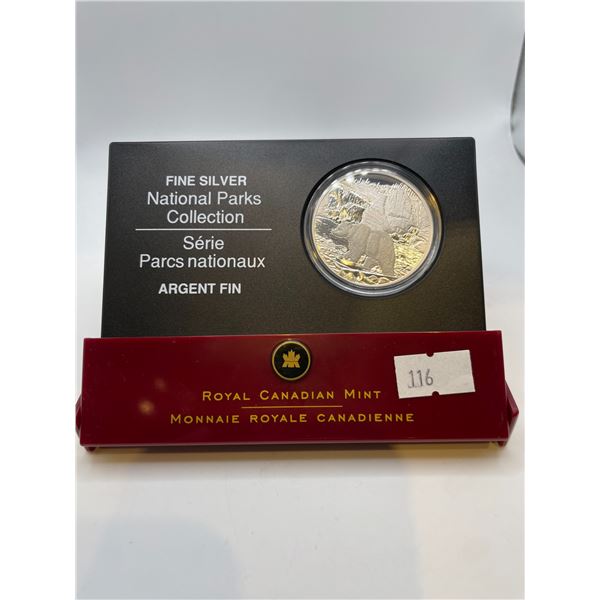 FINE SILVER
National Parks
Collection
Série
Parcs nationaux
ARGENT FIN
ROYAL CANADIAN MINT
MONNAIE ROYALE CANADIENNE
116